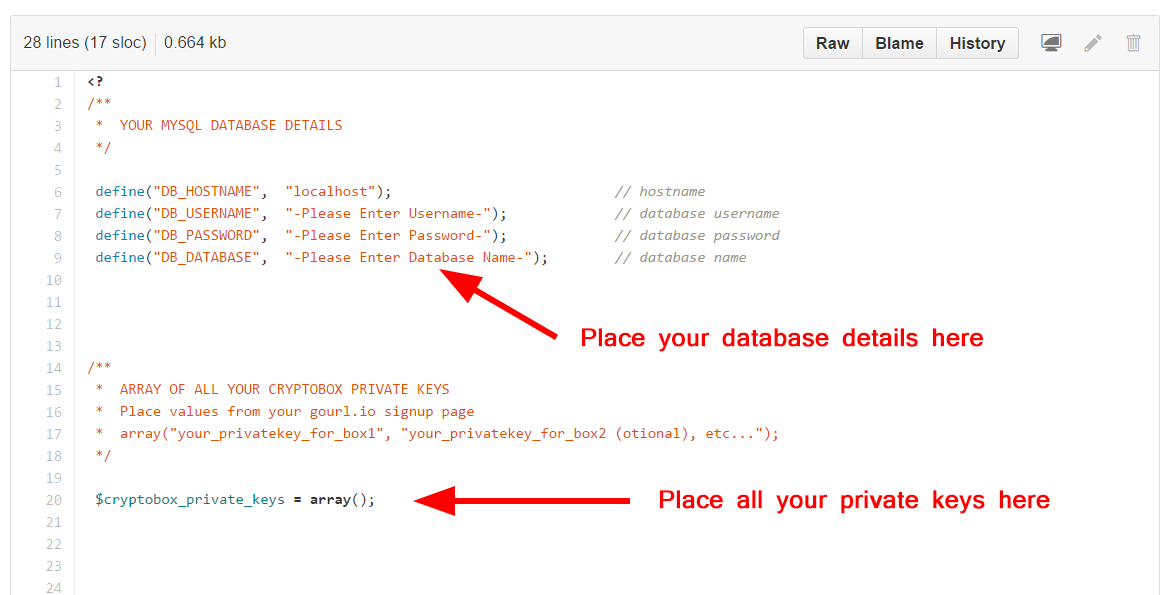 28 lines (17 sloc) 0.664 kb Raw Blame History
1 <?
2 /**
3 * YOUR MYSQL DATABASE DETAILS
4 */
5
6 define("DB_HOSTNAME", "localhost"); // hostname
7 define("DB_USERNAME", "-Please Enter Username-"); // database username
8 define("DB_PASSWORD", "-Please Enter Password-"); // database password
9 define("DB_DATABASE", "-Please Enter Database Name-"); // database name
10
11
12
Place your database details here
13
14 /**
15 * ARRAY OF ALL YOUR CRYPTOBOX PRIVATE KEYS
16 * Place values from your gourl.io signup page
17 * array("your_privatekey_for_box1", "your_privatekey_for_box2 (otional), etc...");
18 */
19
20 $cryptobox_private_keys = array(); Place all your private keys here
21
22
23
24